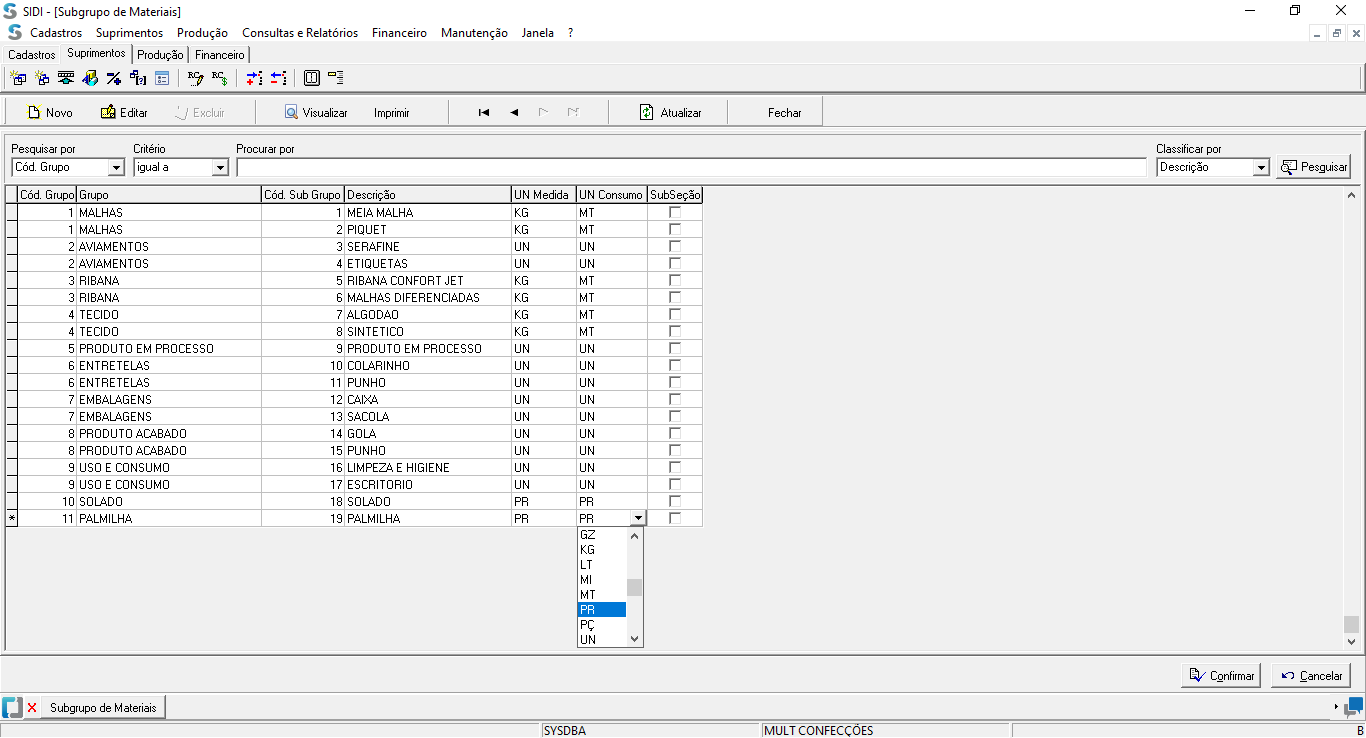 SIDI - [Subgrupo de Materiais]
Cadastros Suprimentos Produção Consultas e Relatórios Financeiro Manutenção Janela ?
Cadastros Suprimentos Produção Financeiro
Novo Editar Excluir Visualizar Imprimir Atualizar Fechar
Pesquisar por Critério Procurar por Classificar por
Cód. Grupo igual a Descrição Pesquisar
Cód. Grupo Grupo Cód. Sub Grupo Descrição UN Medida UN Consumo SubSeção
1 MALHAS 1 MEIA MALHA KG MT
1 MALHAS 2 PIQUET KG MT
2 AVIAMENTOS 3 SERAFINE UN UN
2 AVIAMENTOS 4 ETIQUETAS UN UN
3 RIBANA 5 RIBANA CONFORT JET KG MT
3 RIBANA 6 MALHAS DIFERENCIADAS KG MT
4 TECIDO 7 ALGODAO KG MT
4 TECIDO 8 SINTETICO KG MT
5 PRODUTO EM PROCESSO 9 PRODUTO EM PROCESSO UN UN
6 ENTRETELAS 10 COLARINHO UN UN
6 ENTRETELAS 11 PUNHO UN UN
7 EMBALAGENS 12 CAIXA UN UN
7 EMBALAGENS 13 SACOLA UN UN
8 PRODUTO ACABADO 14 GOLA UN UN
8 PRODUTO ACABADO 15 PUNHO UN UN
9 USO E CONSUMO 16 LIMPEZA E HIGIENE UN UN
9 USO E CONSUMO 17 ESCRITORIO UN UN
10 SOLADO 18 SOLADO PR PR
* 11 PALMILHA 19 PALMILHA PR PR
GZ
KG
LT
MI
MT
PR
PÇ
UN
Confirmar Cancelar
Subgrupo de Materiais
SYSDBA MULT CONFECÇÕES B